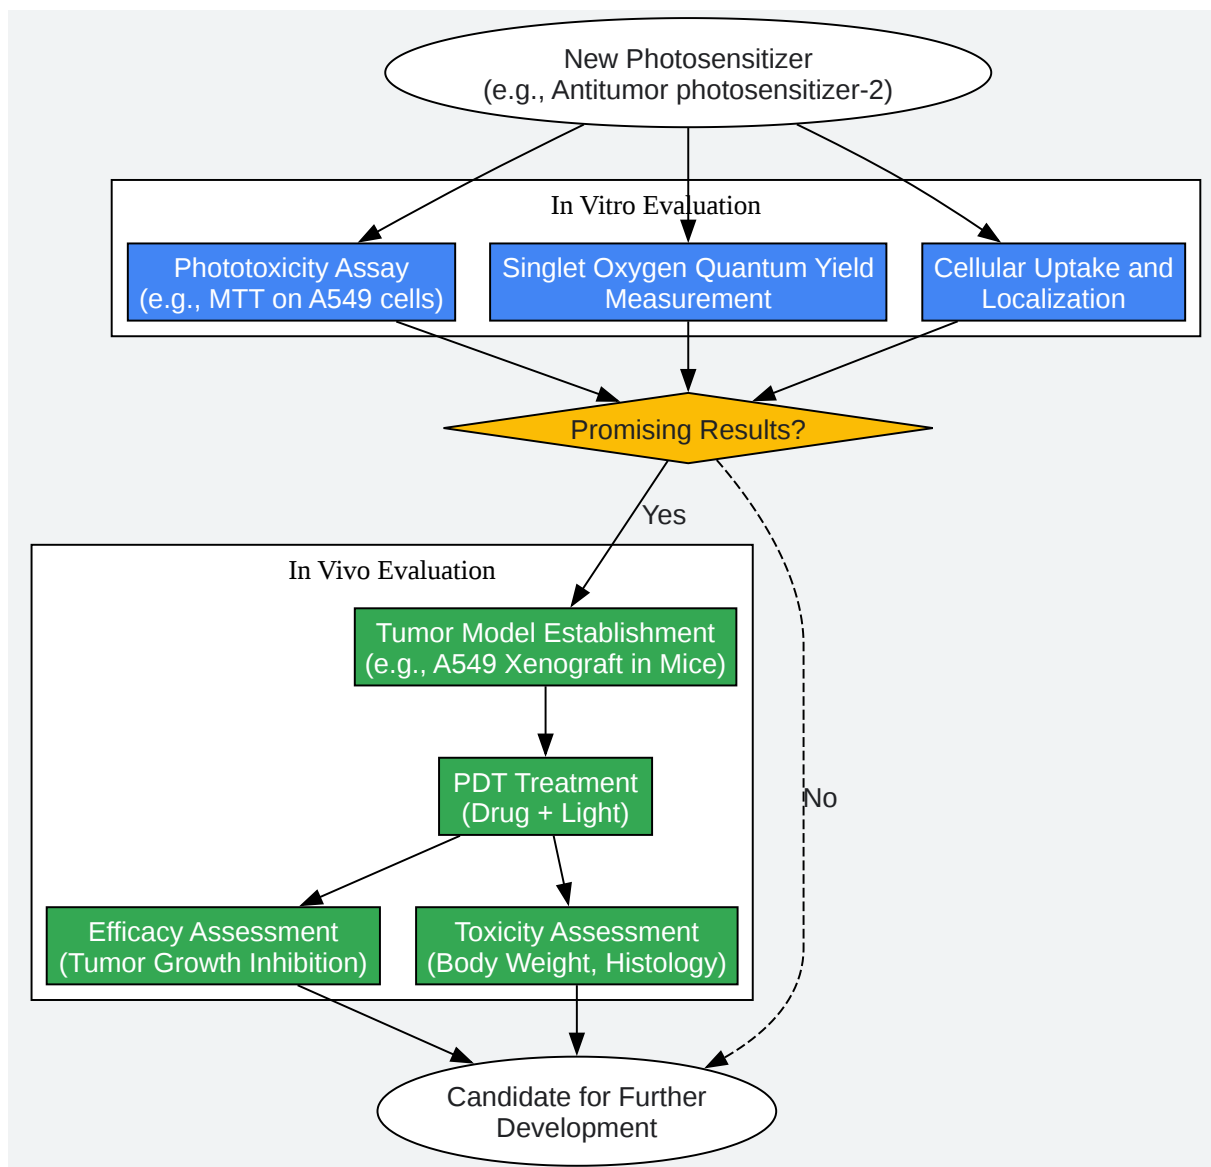 New Photosensitizer
(e.g., Antitumor photosensitizer-2)
In Vitro Evaluation
Phototoxicity Assay
(e.g., MTT on A549 cells)
Singlet Oxygen Quantum Yield
Measurement
Cellular Uptake and
Localization
Promising Results?
Yes
In Vivo Evaluation
Tumor Model Establishment
(e.g., A549 Xenograft in Mice)
PDT Treatment
(Drug + Light)
No
Efficacy Assessment
(Tumor Growth Inhibition)
Toxicity Assessment
(Body Weight, Histology)
Candidate for Further
Development